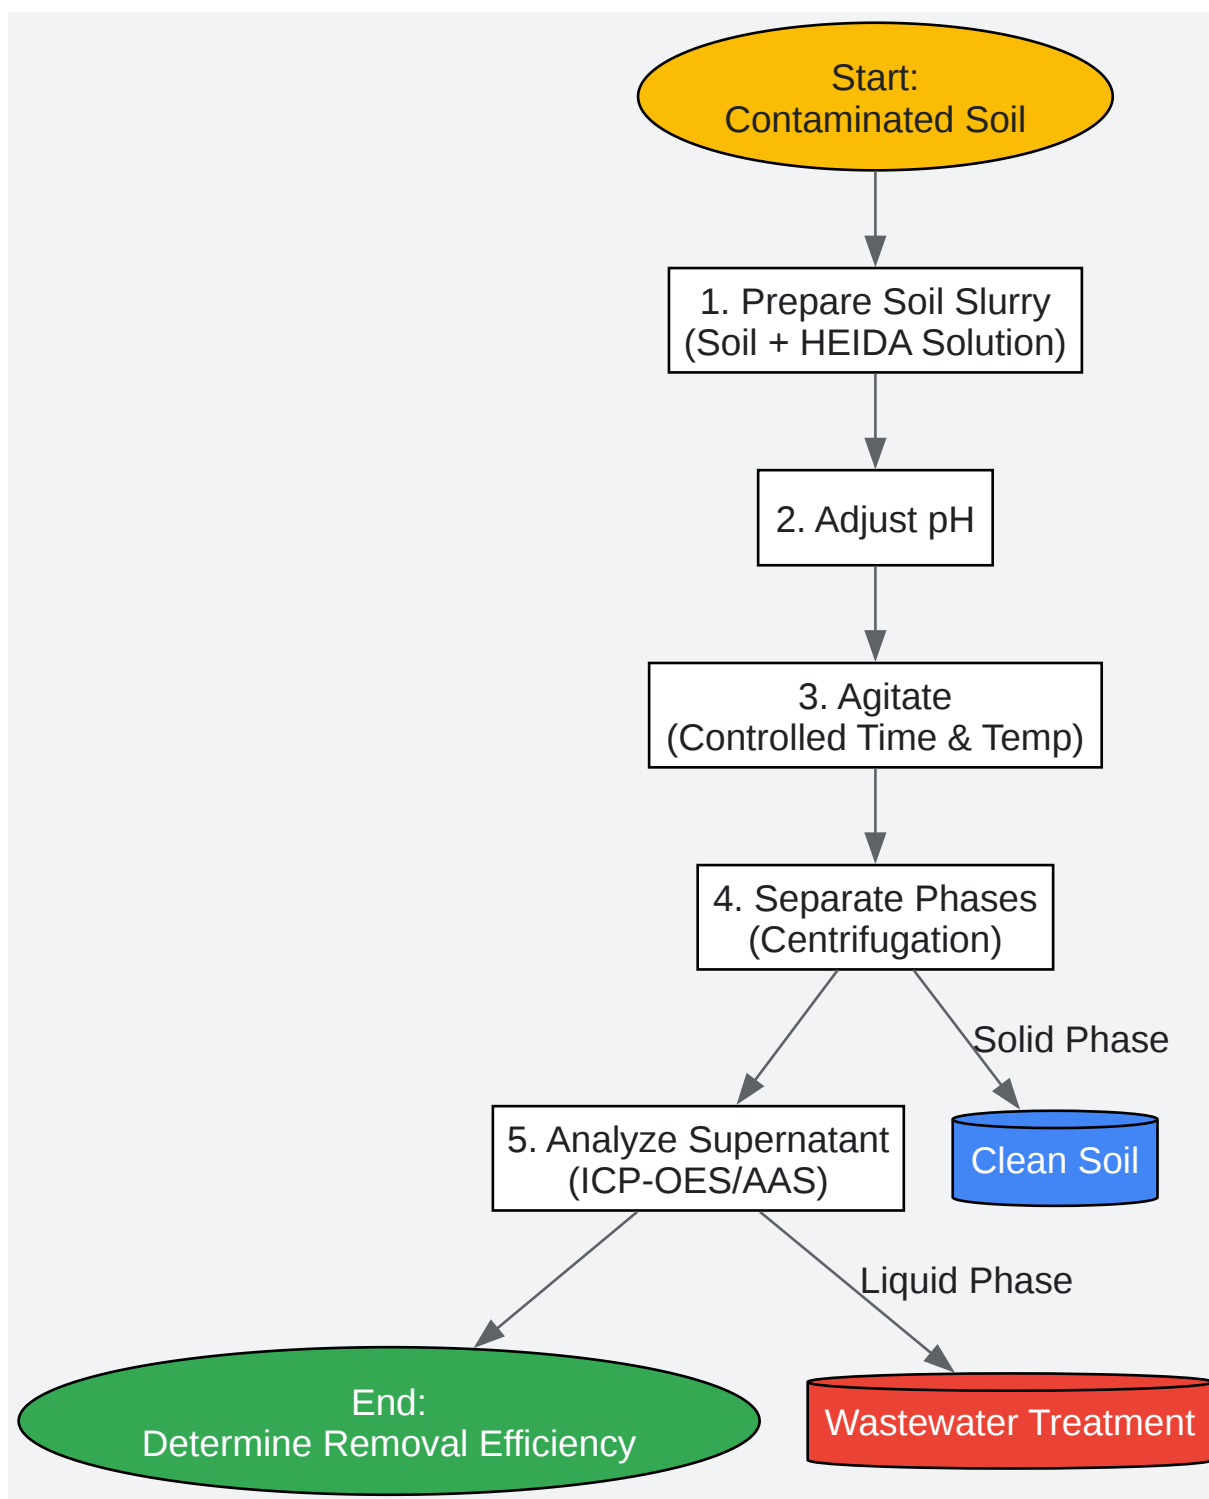 Start:
Contaminated Soil
1. Prepare Soil Slurry
(Soil + HEIDA Solution)
2. Adjust pH
3. Agitate
(Controlled Time & Temp)
4. Separate Phases
(Centrifugation)
Solid Phase
5. Analyze Supernatant
(ICP-OES/AAS)
Clean Soil
Liquid Phase
End:
Determine Removal Efficiency
Wastewater Treatment